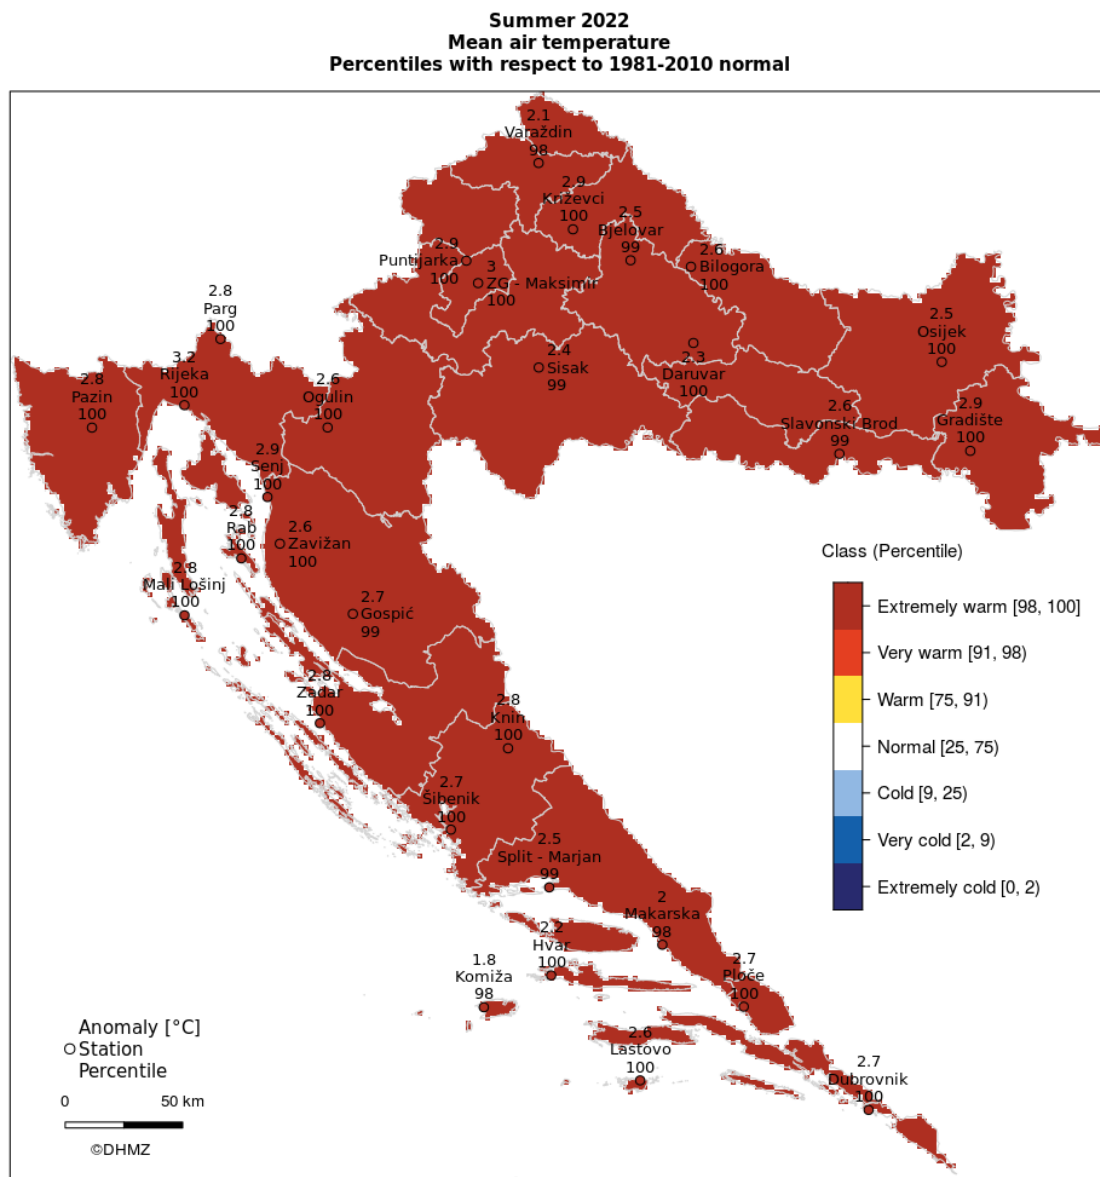 Summer 2022
Mean air temperature
Percentiles with respect to 1981-2010 normal
2.1
Varaždin
98
2.9
Križevci
100
2.5
Bjelovar
99
2.9
Puntijarka
100
3
ZG - Maksimir
100
2.6
Bilogora
100
2.8
Parg
100
2.5
Osijek
100
3.2
Rijeka
100
2.4
Sisak
99
2.3
Daruvar
100
2.8
Pazin
100
2.6
Ogulin
100
2.6
Slavonski Brod
99
2.9
Gradište
100
2.9
Senj
100
2.8
Rab
100
2.6
Zavižan
100
2.8
Mali Lošinj
100
2.7
Gospić
99
Class (Percentile)
Extremely warm [98, 100]
Very warm [91, 98)
Warm [75, 91)
Normal [25, 75)
Cold [9, 25)
Very cold [2, 9)
Extremely cold [0, 2)
2.8
Zadar
100
2.8
Knin
100
2.7
Šibenik
100
2.5
Split - Marjan
99
2
Makarska
98
2.2
Hvar
100
1.8
Komiža
98
2.7
Ploče
100
2.6
Lastovo
100
2.7
Dubrovnik
100
Anomaly [°C]
Station
Percentile
0 50 km
©DHMZ